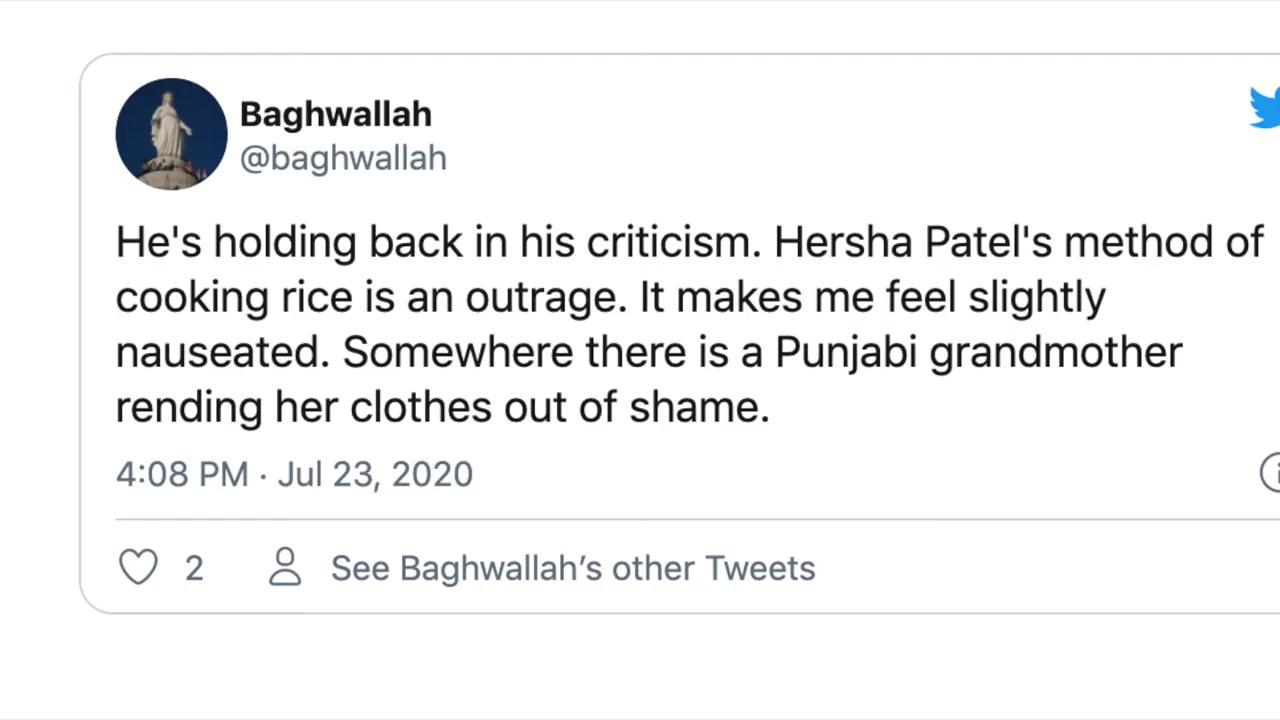 Baghwallah
@baghwallah
He's holding back in his criticism. Hersha Patel's method of
cooking rice is an outrage. It makes me feel slightly
nauseated. Somewhere there is a Punjabi grandmother
rending her clothes out of shame.
4:08 PM · Jul 23, 2020
2
See Baghwallah’s other Tweets